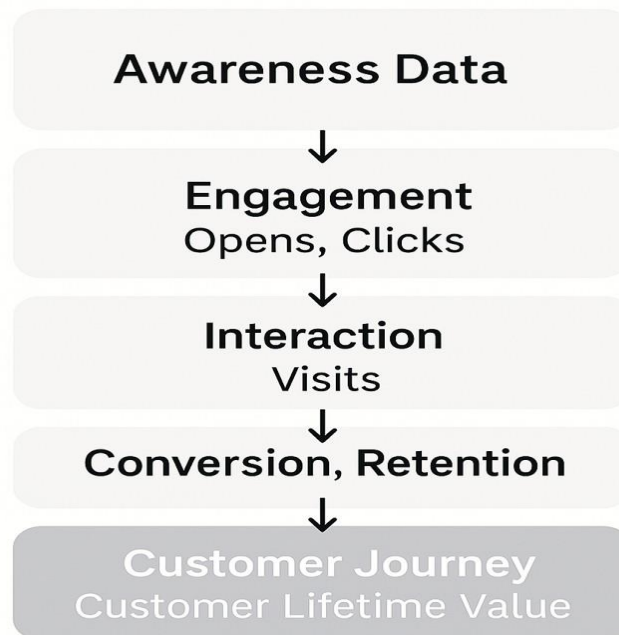 Awareness Data
Engagement
Opens, Clicks
Interaction
Visits
Conversion, Retention
Customer Journey
Customer Lifetime Value